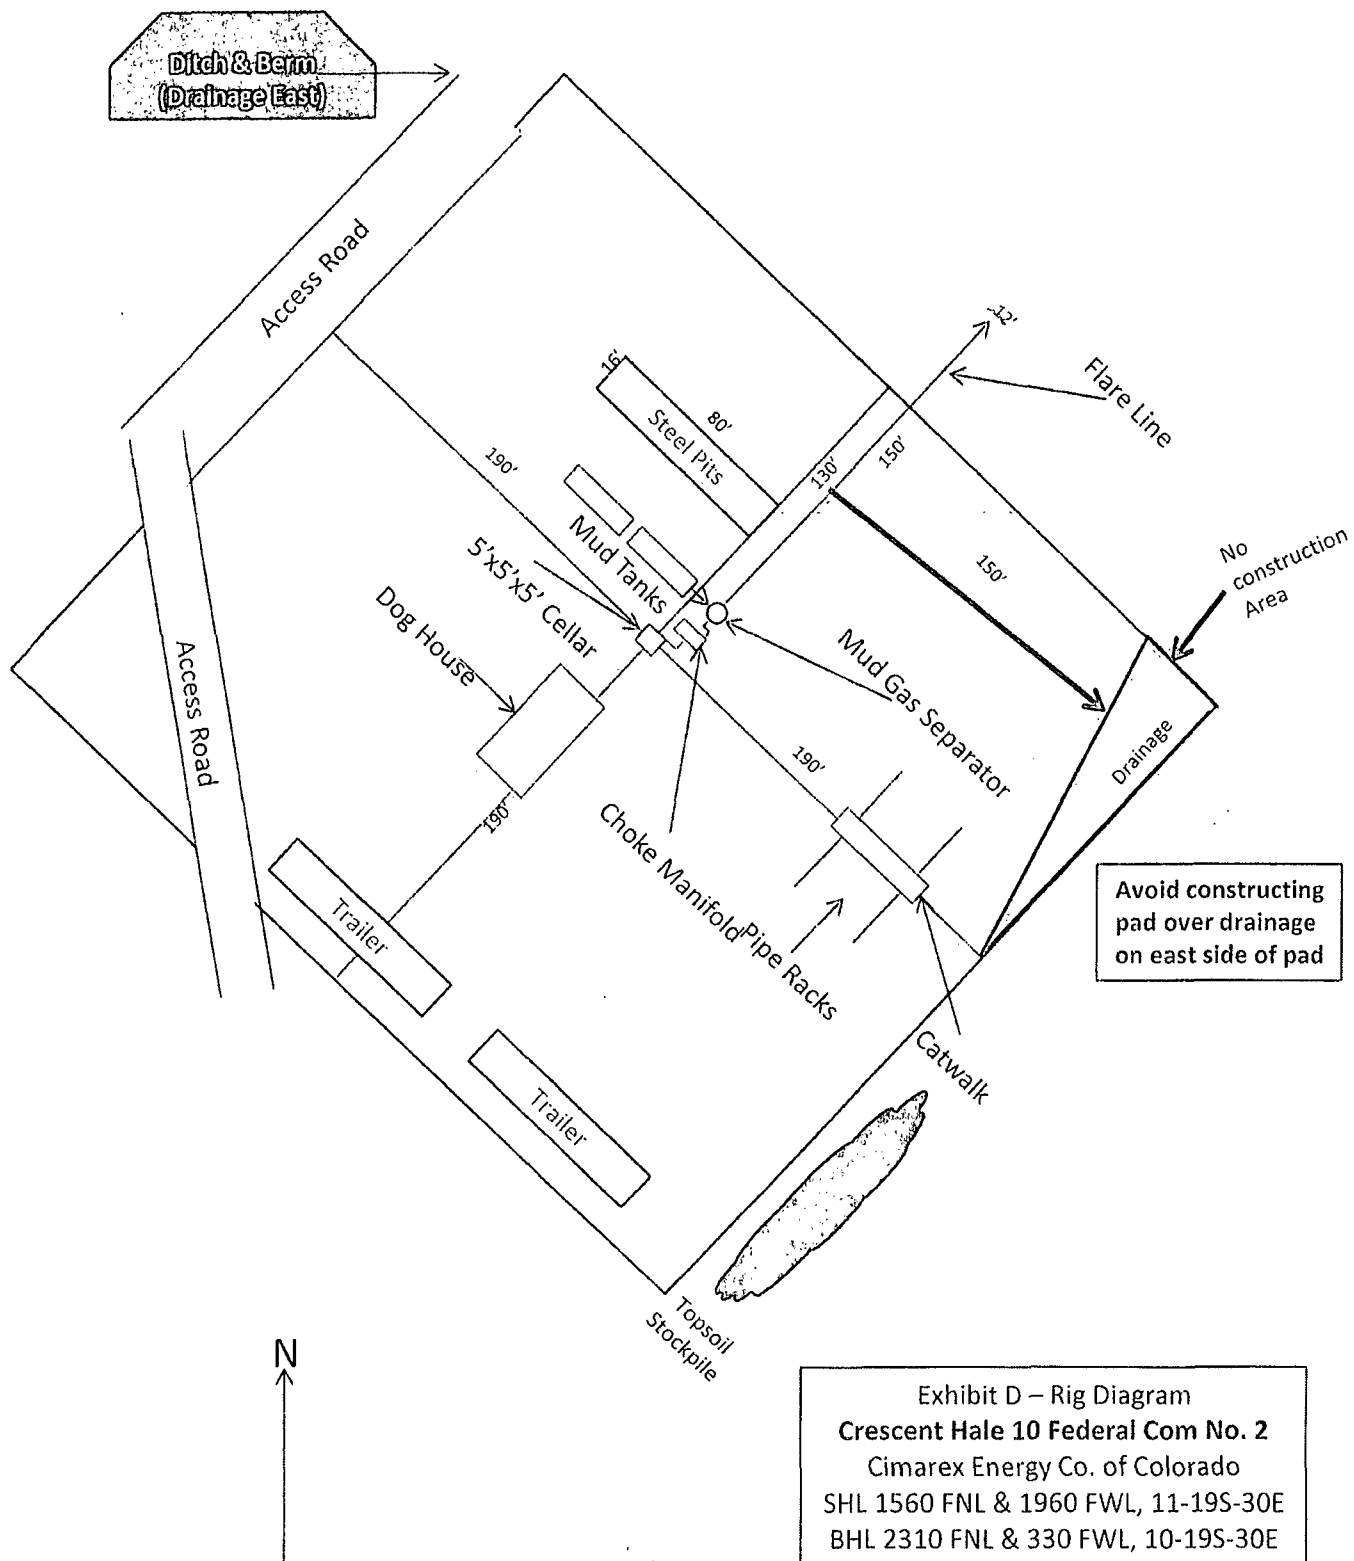 Ditch & Berm
(Drainage East)
Access Road
12'
Flare Line
16'
80'
Steel Pits
190'
130'
150'
150'
No
construction
Area
Mud Tanks
5'x5'x5' Cellar
Dog House
Mud Gas Separator
Access Road
Drainage
190'
190'
Choke Manifold
Pipe Racks
Catwalk
Trailer
Trailer
Avoid constructing
pad over drainage
on east side of pad
Topsoil
Stockpile
N
Exhibit D – Rig Diagram
Crescent Hale 10 Federal Com No. 2
Cimarex Energy Co. of Colorado
SHL 1560 FNL & 1960 FWL, 11-19S-30E
BHL 2310 FNL & 330 FWL, 10-19S-30E